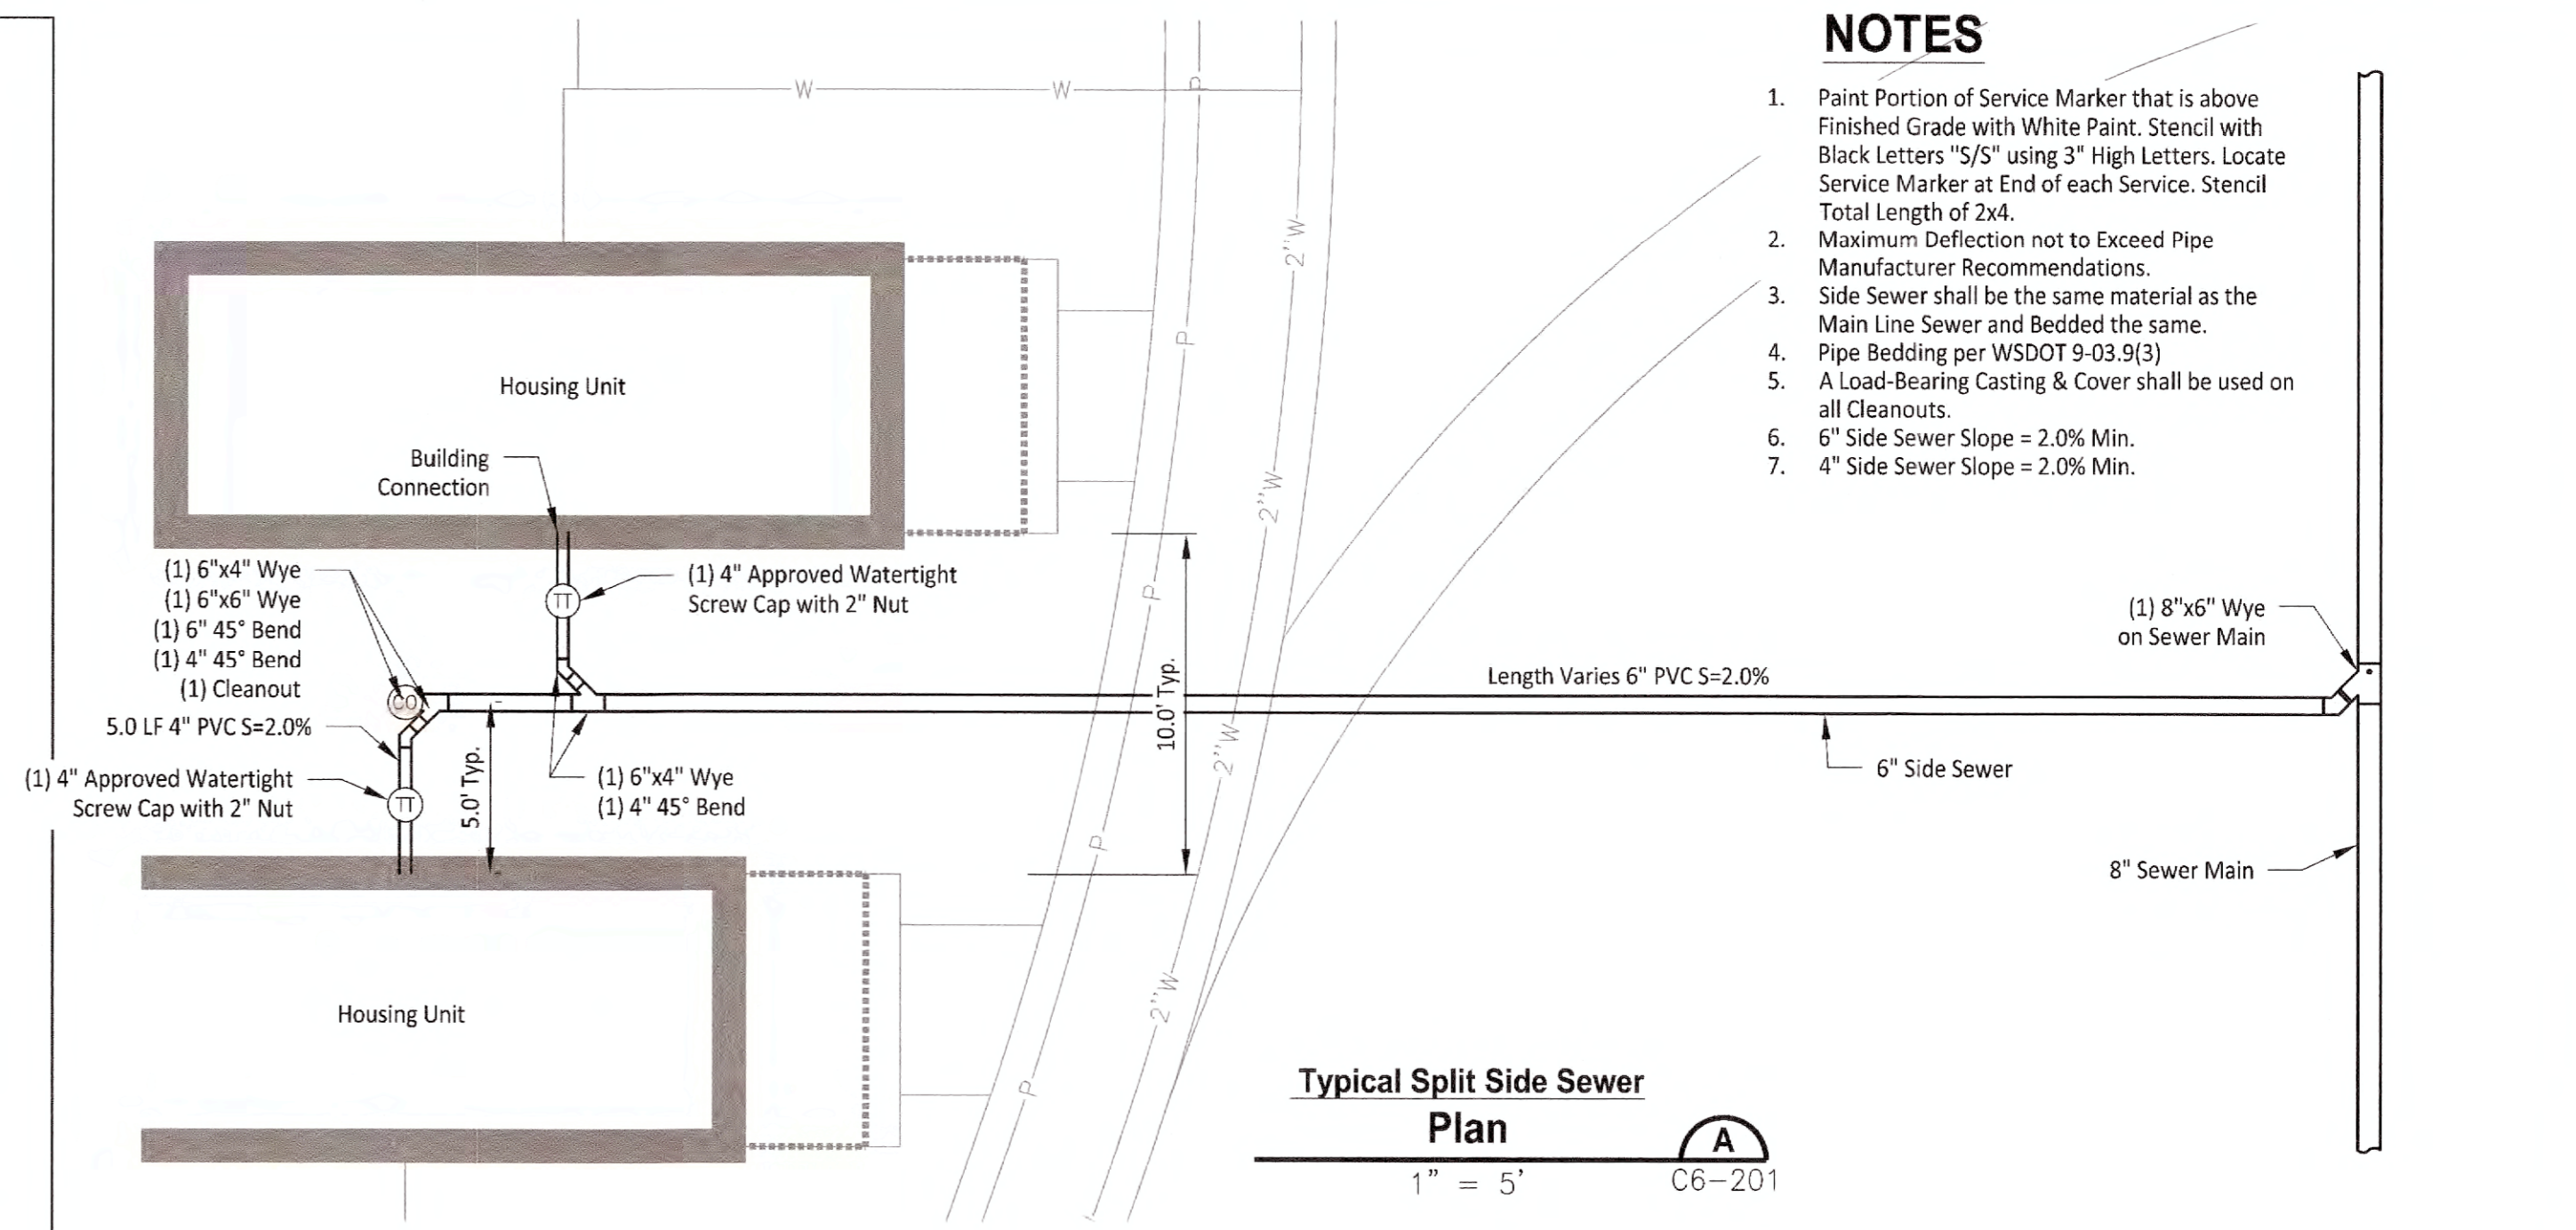 NOTES
1. Paint Portion of Service Marker that is above
Finished Grade with White Paint. Stencil with
Black Letters "S/S" using 3" High Letters. Locate
Service Marker at End of each Service. Stencil
Total Length of 2x4.
2. Maximum Deflection not to Exceed Pipe
Manufacturer Recommendations.
3. Side Sewer shall be the same material as the
Main Line Sewer and Bedded the same.
4. Pipe Bedding per WSDOT 9-03.9(3)
5. A Load-Bearing Casting & Cover shall be used on
all Cleanouts.
6. 6" Side Sewer Slope = 2.0% Min.
7. 4" Side Sewer Slope = 2.0% Min.
W
W
P
2"W
P
Housing Unit
Building
Connection
2"W
(1) 6"x4" Wye
(1) 6"x6" Wye
(1) 6" 45° Bend
(1) 4" 45° Bend
(1) Cleanout
5.0 LF 4" PVC S=2.0%
(1) 4" Approved Watertight
Screw Cap with 2" Nut
TT
(1) 4" Approved Watertight
Screw Cap with 2" Nut
P
CO
TT
5.0' Typ.
(1) 6"x4" Wye
(1) 4" 45° Bend
10.0' Typ.
2"W
P
Length Varies 6" PVC S=2.0%
6" Side Sewer
(1) 8"x6" Wye
on Sewer Main
8" Sewer Main
Housing Unit
2"W
P
Typical Split Side Sewer
Plan
A
1" = 5'
C6-201